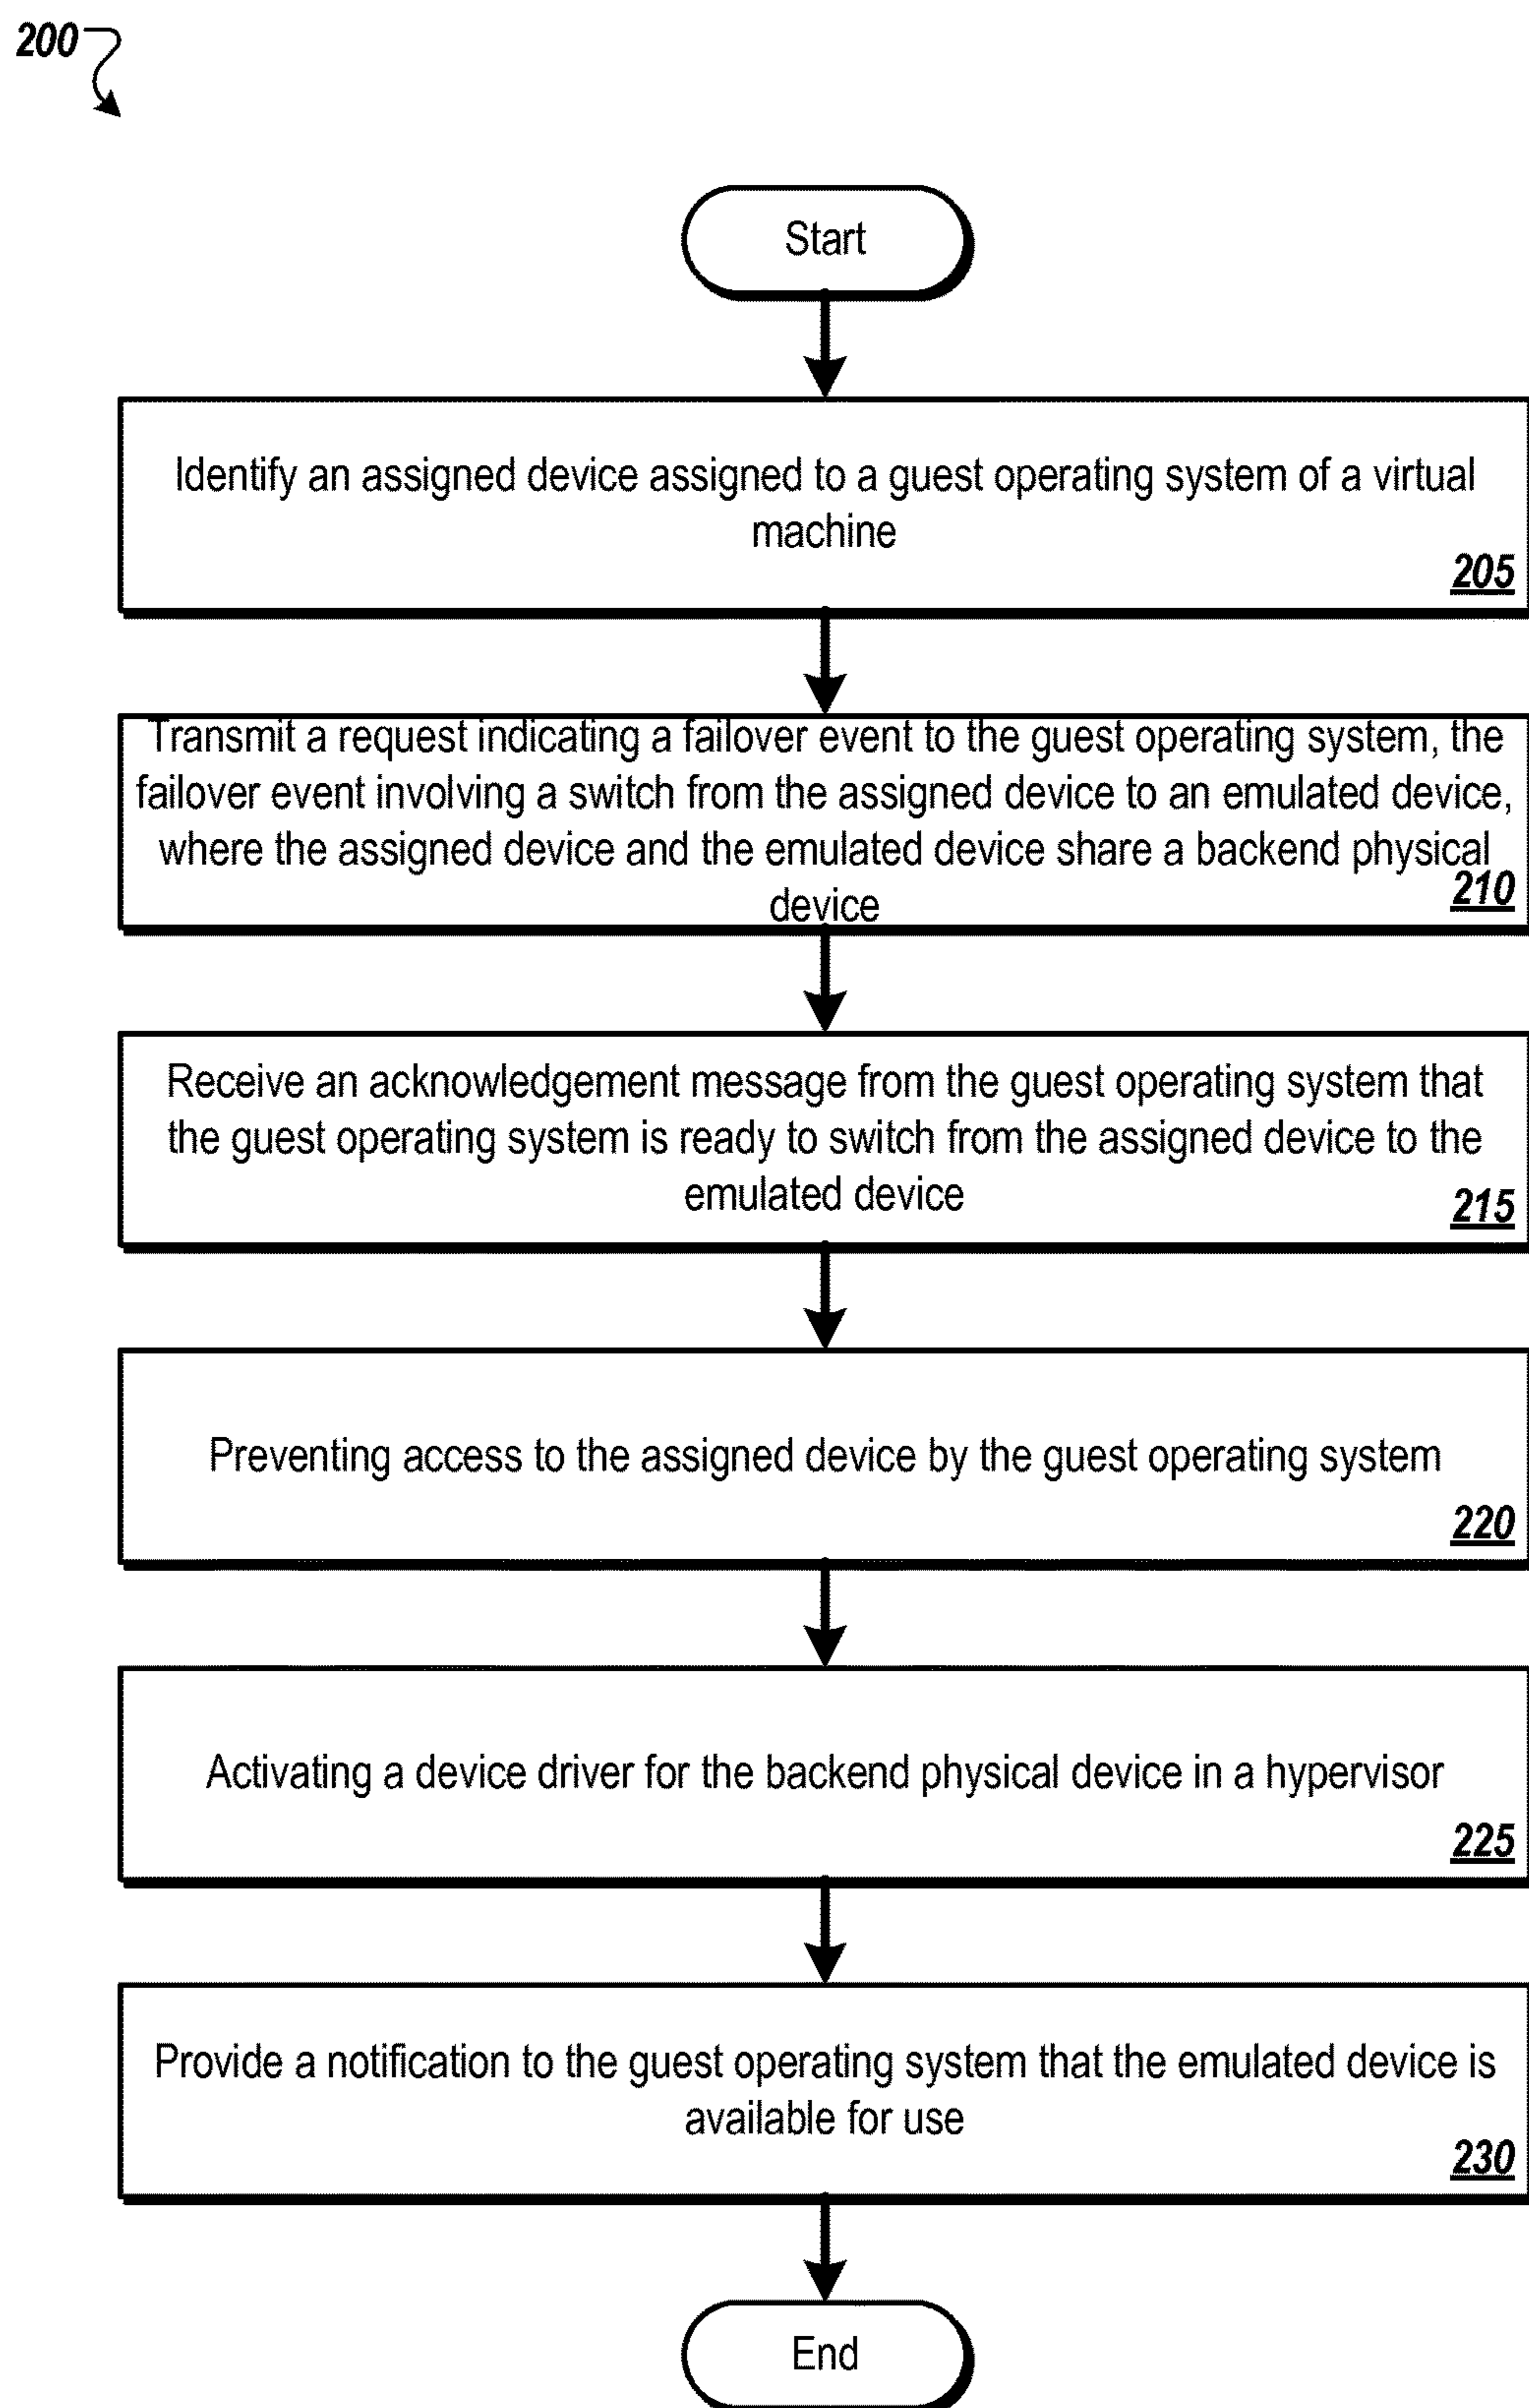 200
Start
Identify an assigned device assigned to a guest operating system of a virtual
machine
205
Transmit a request indicating a failover event to the guest operating system, the
failover event involving a switch from the assigned device to an emulated device,
where the assigned device and the emulated device share a backend physical
device
210
Receive an acknowledgement message from the guest operating system that
the guest operating system is ready to switch from the assigned device to the
emulated device
215
Preventing access to the assigned device by the guest operating system
220
Activating a device driver for the backend physical device in a hypervisor
225
Provide a notification to the guest operating system that the emulated device is
available for use
230
End